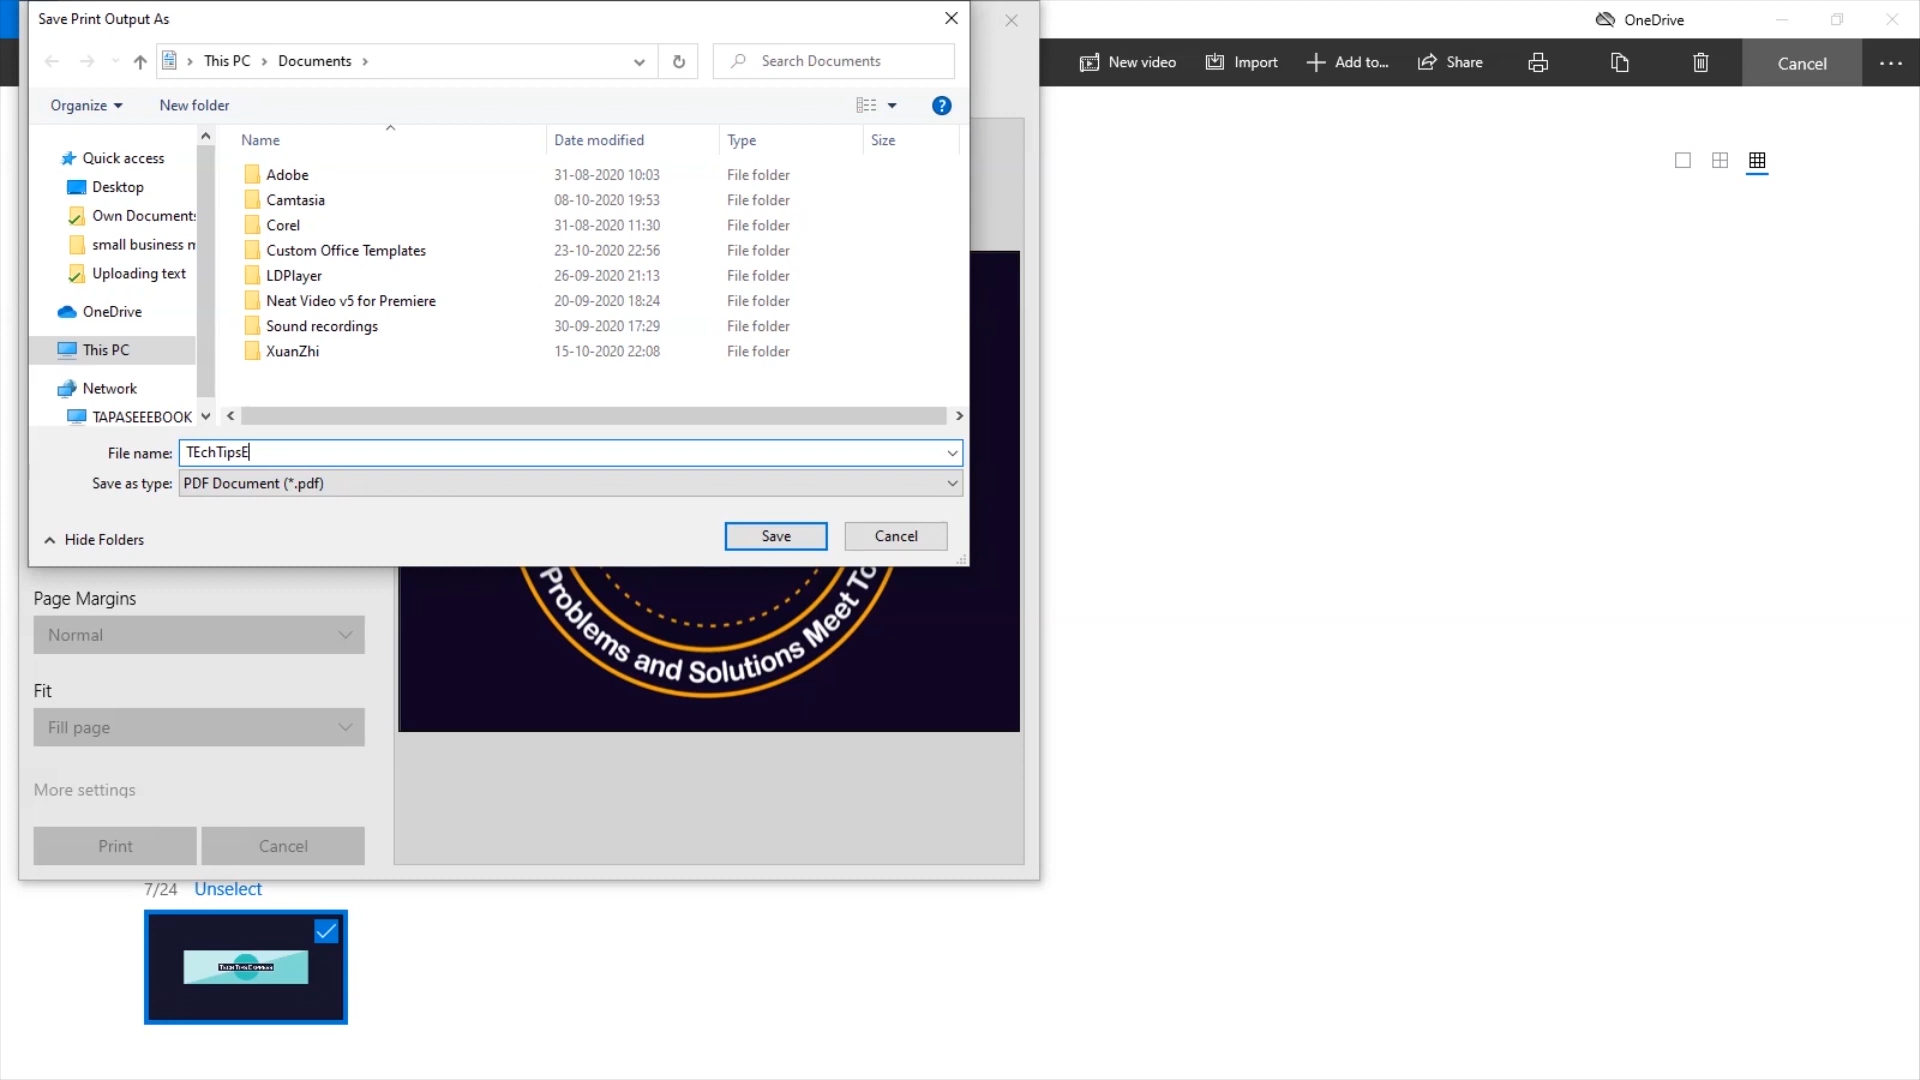 Save Print Output As
OneDrive
This PC
Documents
Search Documents
New video
Import
Add to...
Share
Cancel
Organize
New folder
Name
Date modified
Type
Size
Quick access
Desktop
Own Documents
small business m
Uploading text
OneDrive
This PC
Network
TAPASEEEBOOK
Adobe 31-08-2020 10:03 File folder
Camtasia 08-10-2020 19:53 File folder
Corel 31-08-2020 11:30 File folder
Custom Office Templates 23-10-2020 22:56 File folder
LDPlayer 26-09-2020 21:13 File folder
Neat Video v5 for Premiere 20-09-2020 18:24 File folder
Sound recordings 30-09-2020 17:29 File folder
XuanZhi 15-10-2020 22:08 File folder
File name: TEchTipsE
Save as type: PDF Document (*.pdf)
Hide Folders
Save
Cancel
Problems and Solutions Meet To
Page Margins
Normal
Fit
Fill page
More settings
Print
Cancel
7/24 Unselect